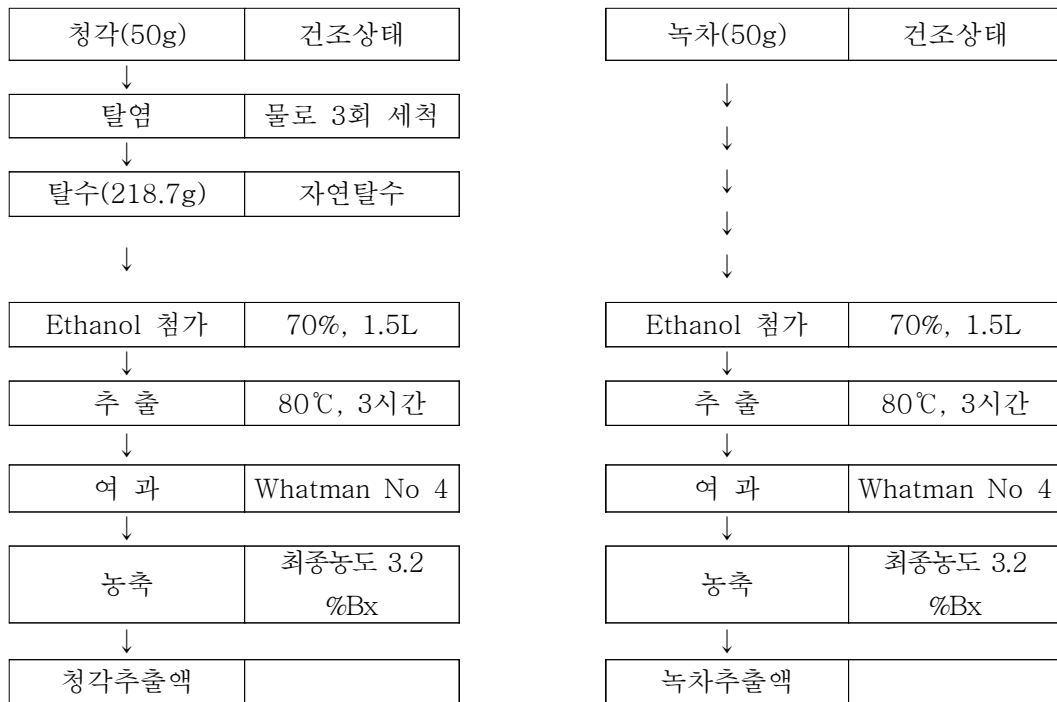 청각(50g) 건조상태
↓
탈염 물로 3회 세척
↓
탈수(218.7g) 자연탈수
↓
Ethanol 첨가 70%, 1.5L
↓
추 출 80℃, 3시간
↓
여 과 Whatman No 4
↓
농축 최종농도 3.2
%Bx
↓
청각추출액
녹차(50g) 건조상태
↓
↓
↓
↓
↓
Ethanol 첨가 70%, 1.5L
↓
추 출 80℃, 3시간
↓
여 과 Whatman No 4
↓
농축 최종농도 3.2
%Bx
↓
녹차추출액